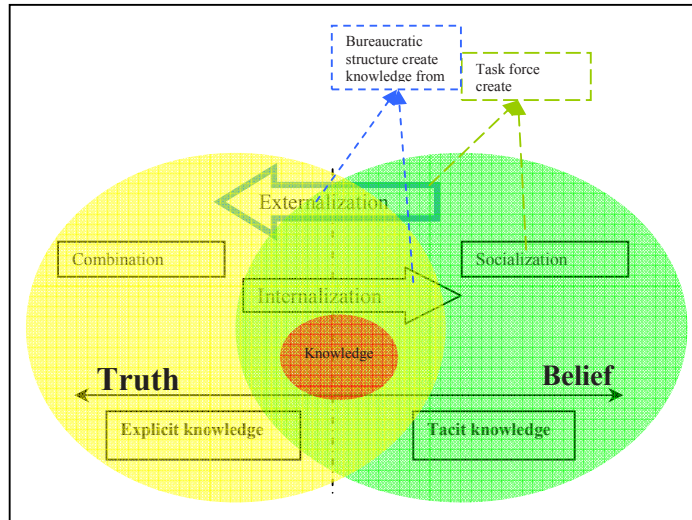 Bureaucratic
structure create
knowledge from
Task force
create
Externalization
Combination
Socialization
Internalization
Knowledge
Truth
Belief
Explicit knowledge
Tacit knowledge